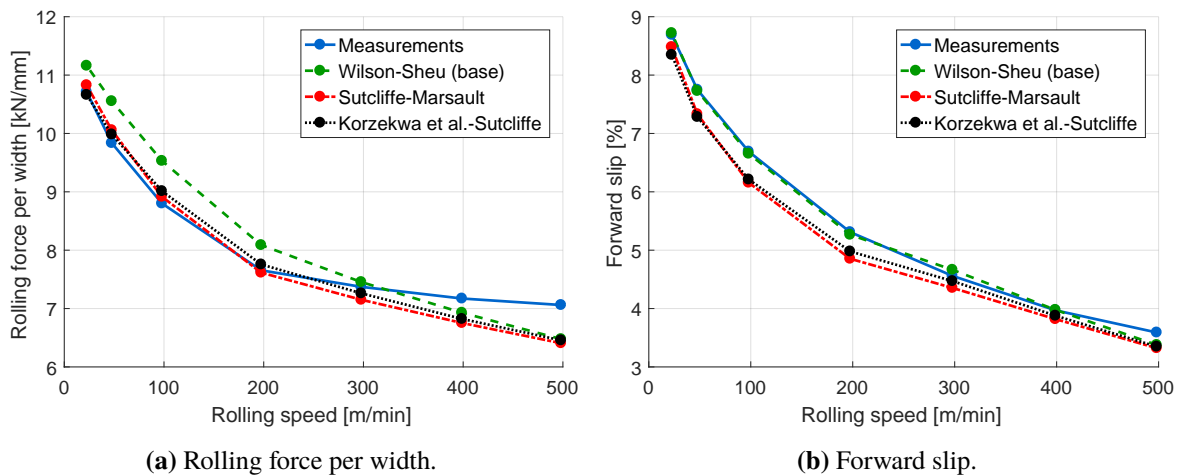 12
11
10
9
8
7
6
0 100 200 300 400 500
Rolling force per width [kN/mm]
Rolling speed [m/min]
Measurements
Wilson-Sheu (base)
Sutcliffe-Marsault
Korzekwa et al.-Sutcliffe
(a) Rolling force per width.
9
8
7
6
5
4
3
0 100 200 300 400 500
Forward slip [%]
Rolling speed [m/min]
Measurements
Wilson-Sheu (base)
Sutcliffe-Marsault
Korzekwa et al.-Sutcliffe
(b) Forward slip.